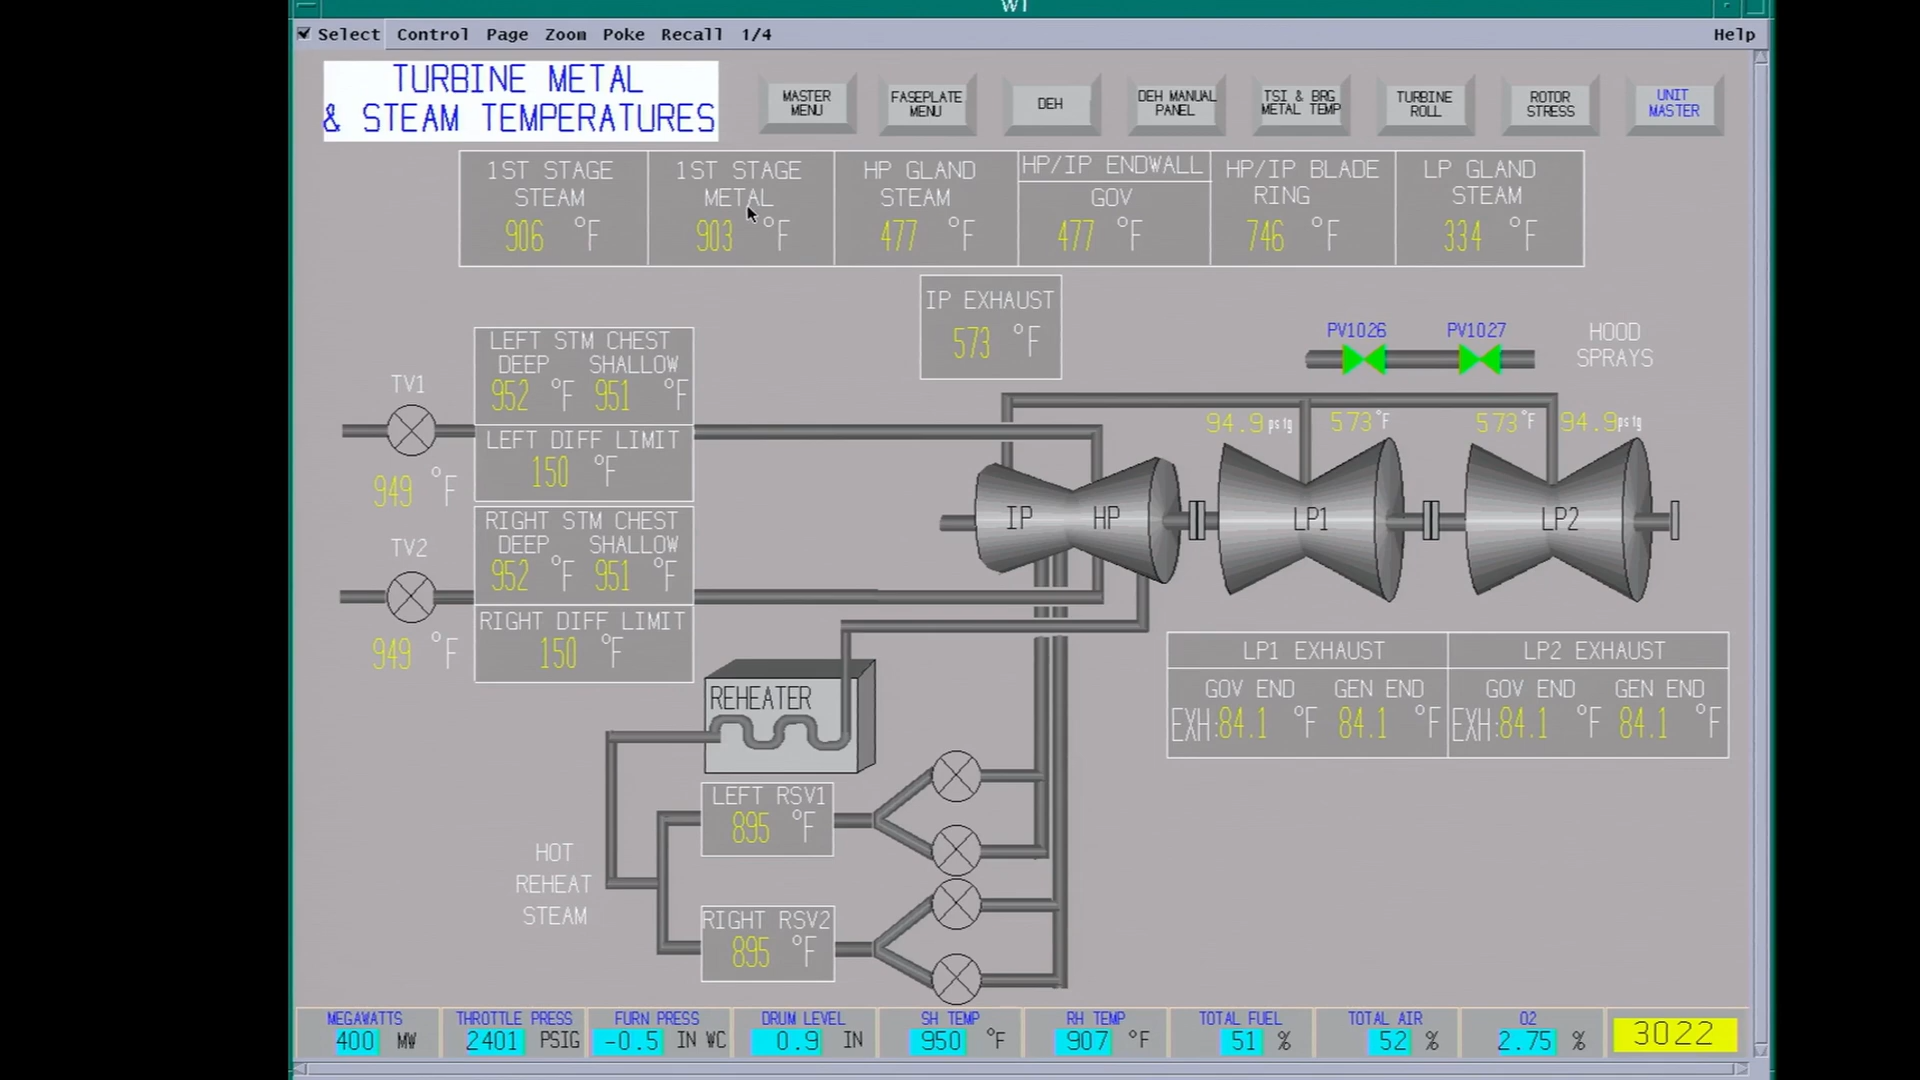 WT
Select Control Page Zoom Poke Recall 1/4 Help
TURBINE METAL
& STEAM TEMPERATURES
MASTER
MENU
FASEPLATE
MENU
DEH
DEH MANUAL
PANEL
TSI & BRG
METAL TEMP
TURBINE
ROLL
ROTOR
STRESS
UNIT
MASTER
1ST STAGE
STEAM
906 °F
1ST STAGE
METAL
903 °F
HP GLAND
STEAM
477 °F
HP/IP ENDWALL
GOV
477 °F
HP/IP BLADE
RING
746 °F
LP GLAND
STEAM
334 °F
IP EXHAUST
573 °F
PV1026 PV1027
HOOD
SPRAYS
TV1
949 °F
LEFT STM CHEST
DEEP SHALLOW
952 °F 951 °F
LEFT DIFF LIMIT
150 °F
94.9 psig 573 °F 573 °F 94.9 psig
IP HP LP1 LP2
TV2
949 °F
RIGHT STM CHEST
DEEP SHALLOW
952 °F 951 °F
RIGHT DIFF LIMIT
150 °F
LP1 EXHAUST
GOV END GEN END
EXH: 84.1 °F 84.1 °F
LP2 EXHAUST
GOV END GEN END
EXH: 84.1 °F 84.1 °F
REHEATER
LEFT RSV1
895 °F
HOT
REHEAT
STEAM
RIGHT RSV2
895 °F
MEGAWATTS
400 MW
THROTTLE PRESS
2401 PSIG
FURN PRESS
-0.5 IN WC
DRUM LEVEL
0.9 IN
SH TEMP
950 °F
RH TEMP
907 °F
TOTAL FUEL
51 %
TOTAL AIR
52 %
O2
2.75 %
3022